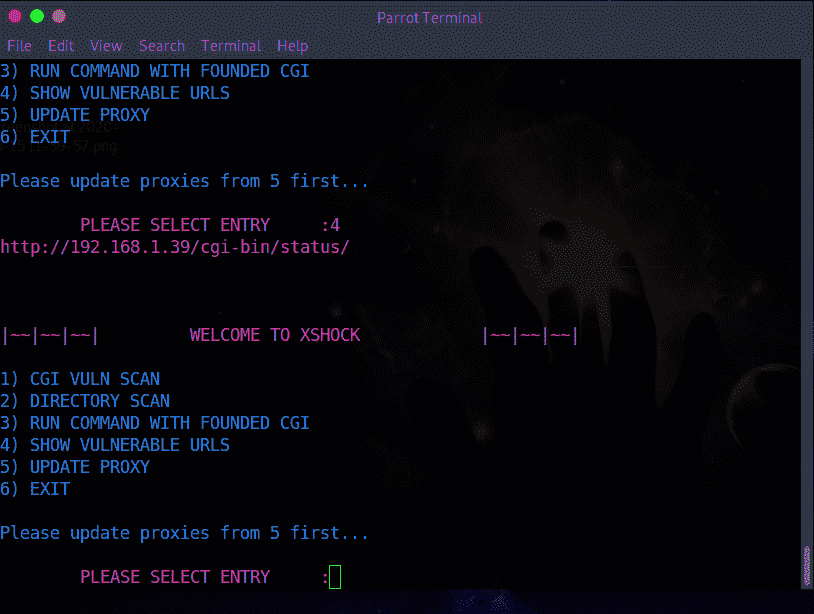 Parrot Terminal
File Edit View Search Terminal Help
3) RUN COMMAND WITH FOUNDED CGI
4) SHOW VULNERABLE URLS
5) UPDATE PROXY
6) EXIT
Please update proxies from 5 first...
PLEASE SELECT ENTRY :4
http://192.168.1.39/cgi-bin/status/
|~~|~~|~~| WELCOME TO XSHOCK |~~|~~|~~|
1) CGI VULN SCAN
2) DIRECTORY SCAN
3) RUN COMMAND WITH FOUNDED CGI
4) SHOW VULNERABLE URLS
5) UPDATE PROXY
6) EXIT
Please update proxies from 5 first...
PLEASE SELECT ENTRY :